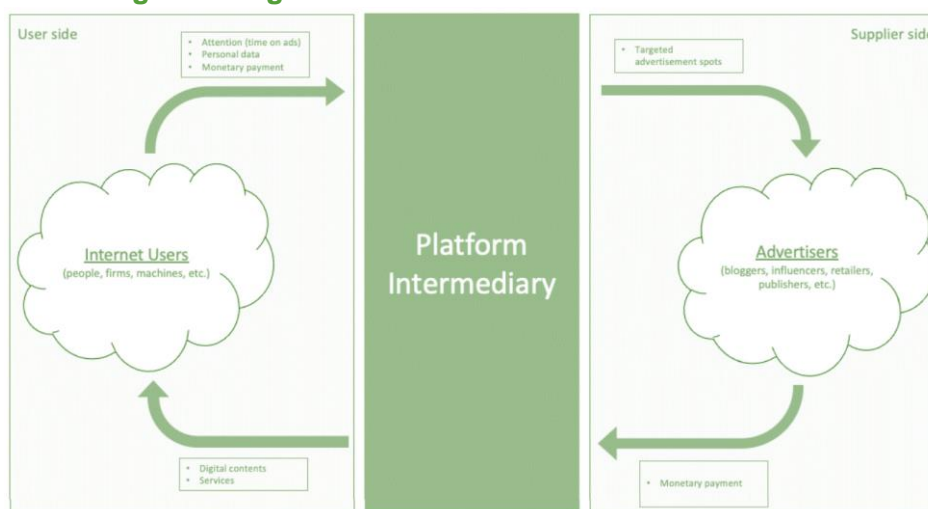 User side
• Attention (time on ads)
• Personal data
• Monetary payment
• Targeted
advertisement spots
Supplier side
Internet Users
(people, firms, machines, etc.)
Platform
Intermediary
Advertisers
(bloggers, influencers, retailers,
publishers, etc.)
• Digital contents
• Services
• Monetary payment